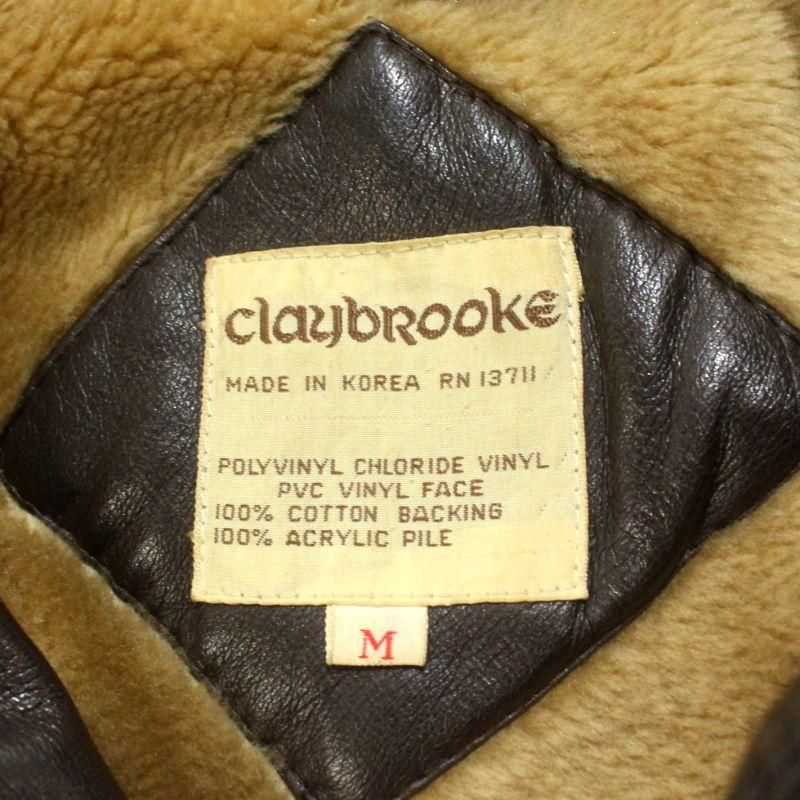 claybrooke
MADE IN KOREA RN 13711
POLYVINYL CHLORIDE VINYL
PVC VINYL FACE
100% COTTON BACKING
100% ACRYLIC PILE
M